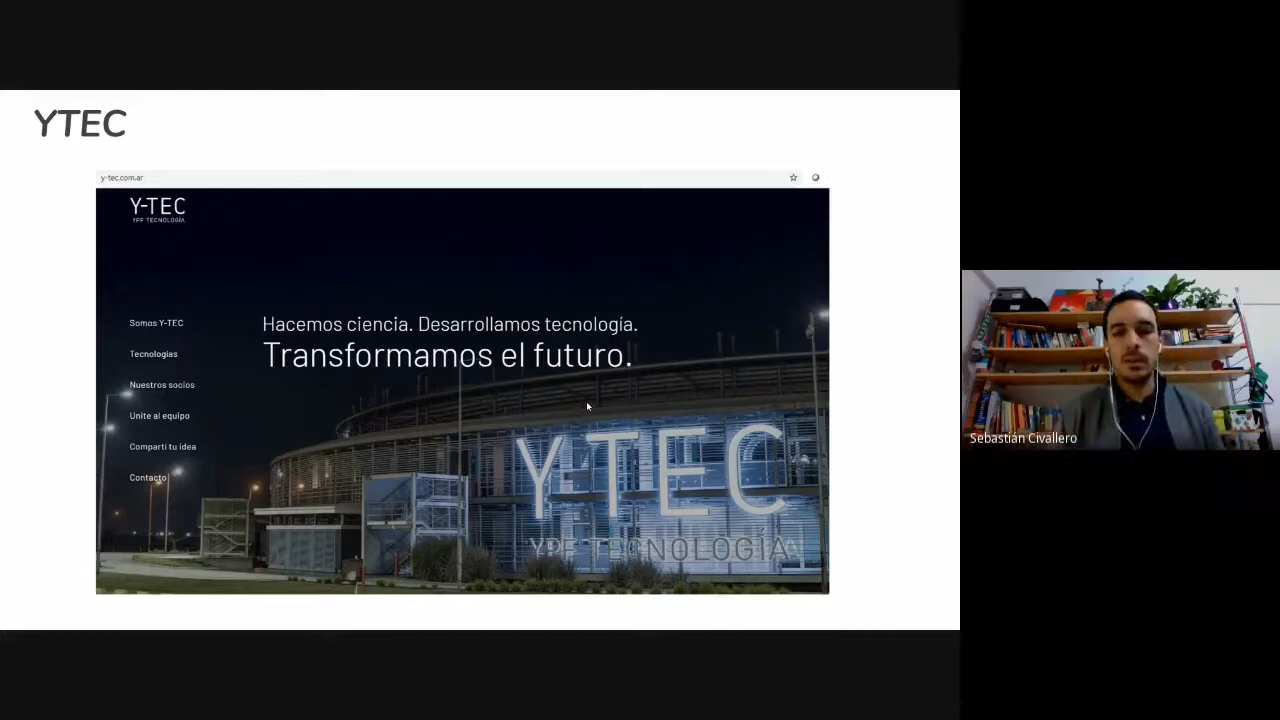 YTEC
y-tec.com.ar
Y-TEC
YPF TECNOLOGÍA
Somos Y-TEC
Tecnologías
Nuestros socios
Unite al equipo
Compartí tu idea
Contacto
Hacemos ciencia. Desarrollamos tecnología.
Transformamos el futuro.
Y-TEC
YPF TECNOLOGÍA
Sebastián Civallero